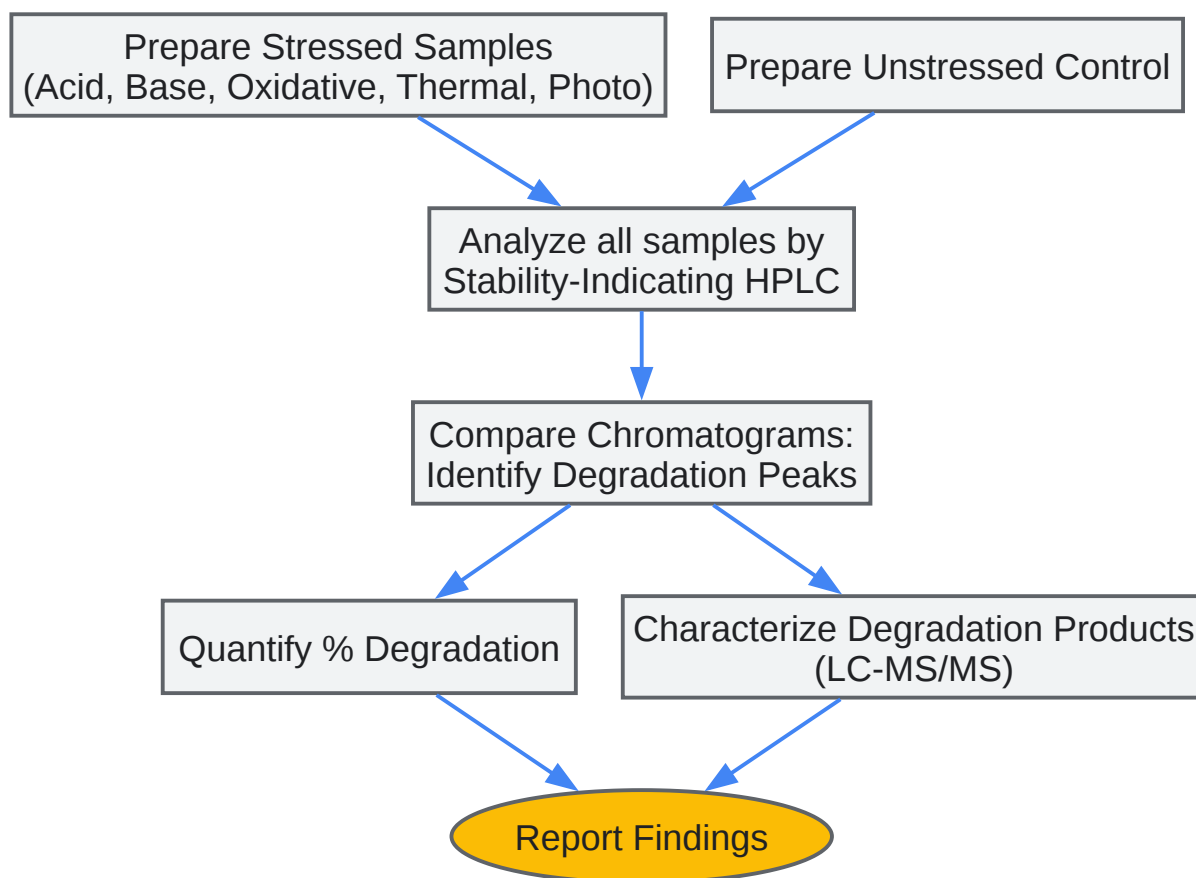 Prepare Stressed Samples
(Acid, Base, Oxidative, Thermal, Photo)
Prepare Unstressed Control
Analyze all samples by
Stability-Indicating HPLC
Compare Chromatograms:
Identify Degradation Peaks
Quantify % Degradation
Characterize Degradation Products
(LC-MS/MS)
Report Findings